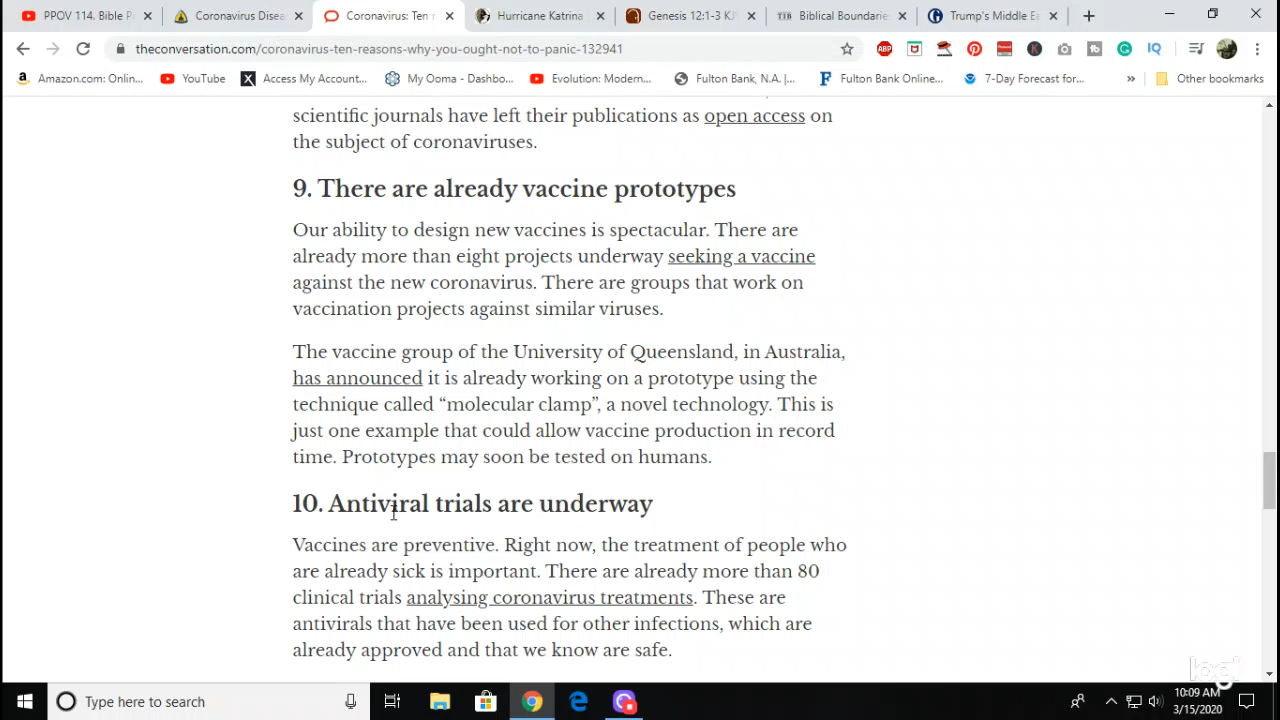 PPOV 114. Bible P
Coronavirus Disea
Coronavirus: Ten r
Hurricane Katrina
Genesis 12:1-3 KJ
TIB Biblical Boundarie
Trump's Middle Ea
theconversation.com/coronavirus-ten-reasons-why-you-ought-not-to-panic-132941
ABP
Amazon.com: Onlin...
YouTube
Access My Account...
My Ooma - Dashbo...
Evolution: Modern...
Fulton Bank, N.A. |...
Fulton Bank Online...
7-Day Forecast for...
Other bookmarks
scientific journals have left their publications as open access on
the subject of coronaviruses.
9. There are already vaccine prototypes
Our ability to design new vaccines is spectacular. There are
already more than eight projects underway seeking a vaccine
against the new coronavirus. There are groups that work on
vaccination projects against similar viruses.
The vaccine group of the University of Queensland, in Australia,
has announced it is already working on a prototype using the
technique called “molecular clamp”, a novel technology. This is
just one example that could allow vaccine production in record
time. Prototypes may soon be tested on humans.
10. Antiviral trials are underway
Vaccines are preventive. Right now, the treatment of people who
are already sick is important. There are already more than 80
clinical trials analysing coronavirus treatments. These are
antivirals that have been used for other infections, which are
already approved and that we know are safe.
logi
Type here to search
10:09 AM
3/15/2020